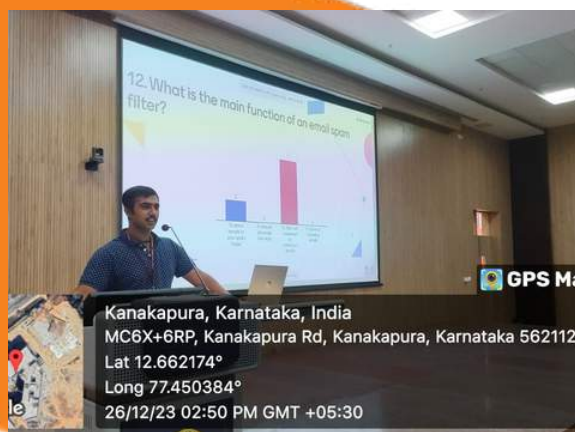 12. What is the main function of an email spam
filter?
GPS Ma
Kanakapura, Karnataka, India
MC6X+6RP, Kanakapura Rd, Kanakapura, Karnataka 562112
Lat 12.662174°
Long 77.450384°
26/12/23 02:50 PM GMT +05:30
le